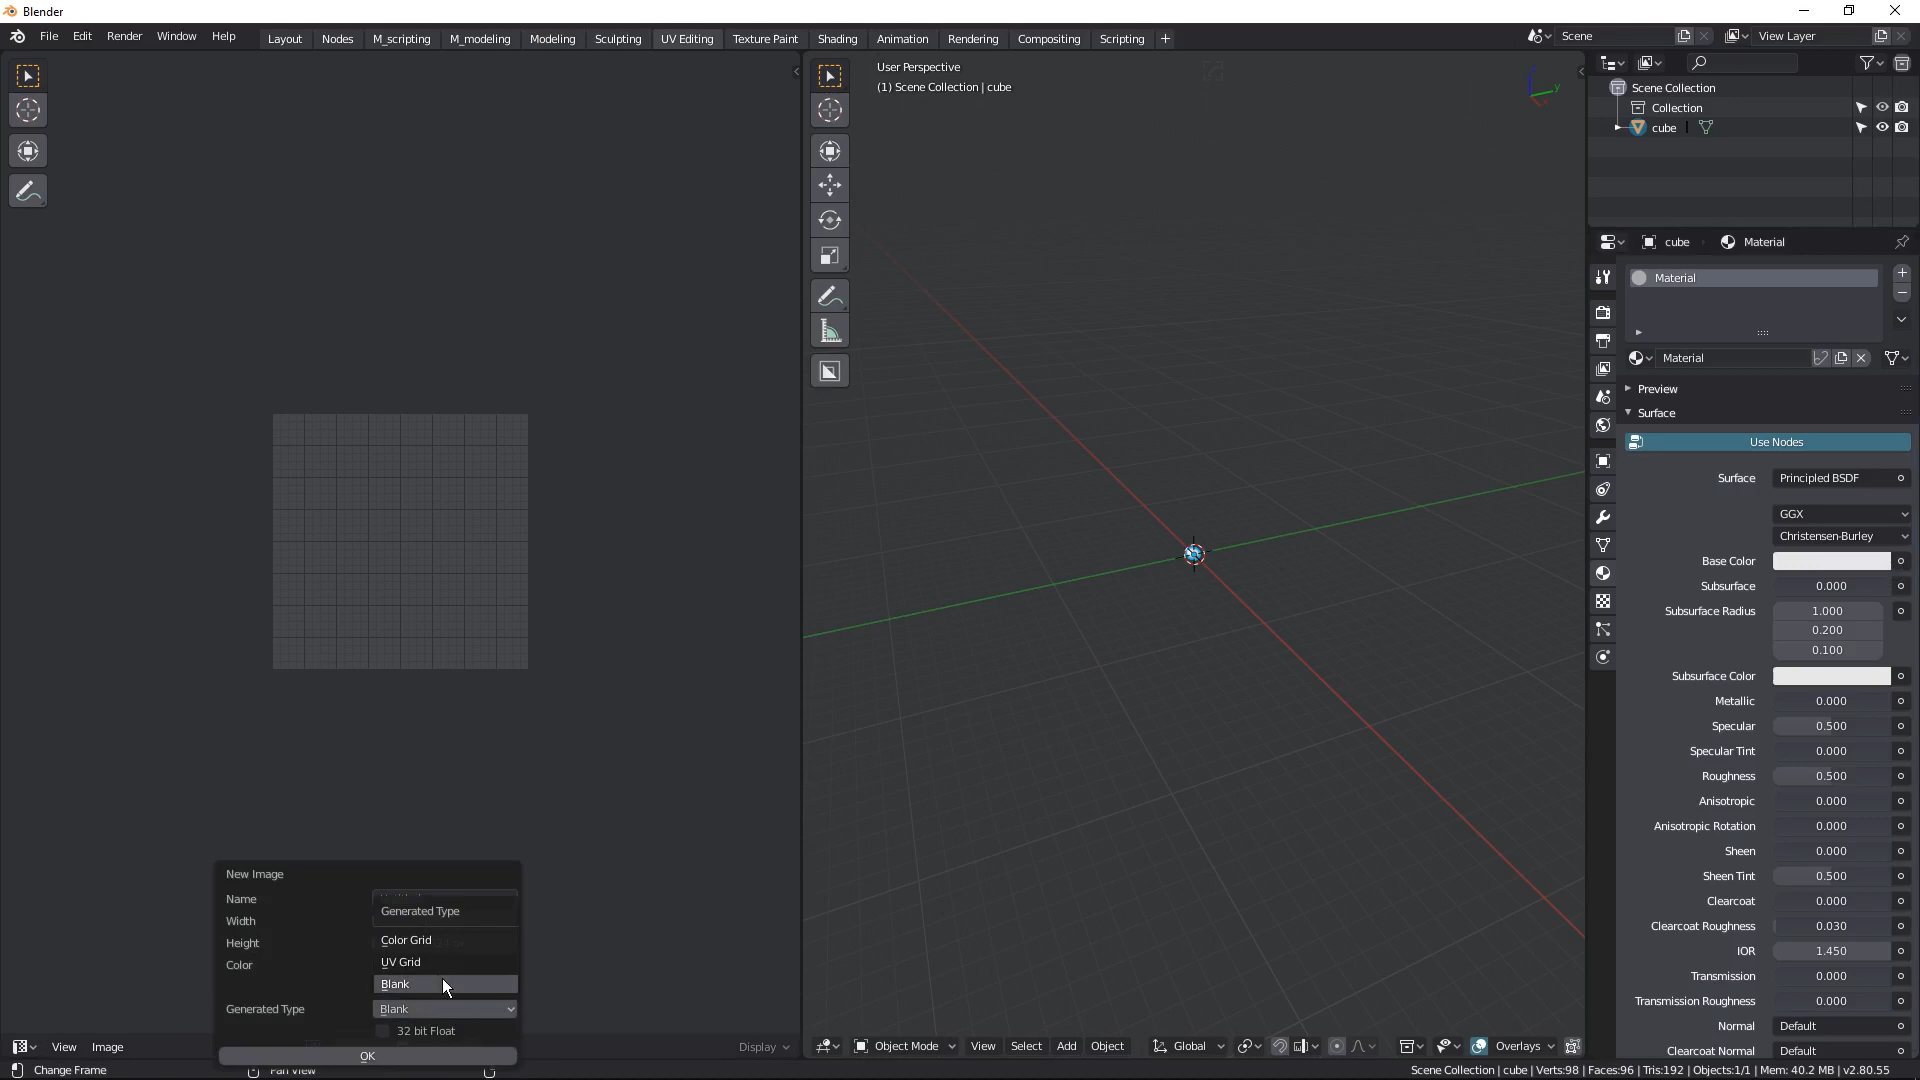 Blender
File Edit Render Window Help Layout Nodes M_scripting M_modeling Modeling Sculpting UV Editing Texture Paint Shading Animation Rendering Compositing Scripting + Scene View Layer
User Perspective
(1) Scene Collection | cube
y
Scene Collection
Collection
cube
cube Material
Material
Material
Preview
Surface
Use Nodes
Surface Principled BSDF
GGX
Christensen-Burley
Base Color
Subsurface 0.000
Subsurface Radius 1.000
0.200
0.100
Subsurface Color
Metallic 0.000
Specular 0.500
Specular Tint 0.000
Roughness 0.500
Anisotropic 0.000
Anisotropic Rotation 0.000
Sheen 0.000
Sheen Tint 0.500
Clearcoat 0.000
Clearcoat Roughness 0.030
IOR 1.450
Transmission 0.000
Transmission Roughness 0.000
Normal Default
Clearcoat Normal Default
New Image
Name
Width
Height
Color
Generated Type
Color Grid
UV Grid
Blank
Generated Type Blank
32 bit Float
OK
View Image Display
Object Mode View Select Add Object Global Overlays
Change Frame Pan View Scene Collection | cube | Verts:98 | Faces:96 | Tris:192 | Objects:1/1 | Mem: 40.2 MB | v2.80.55